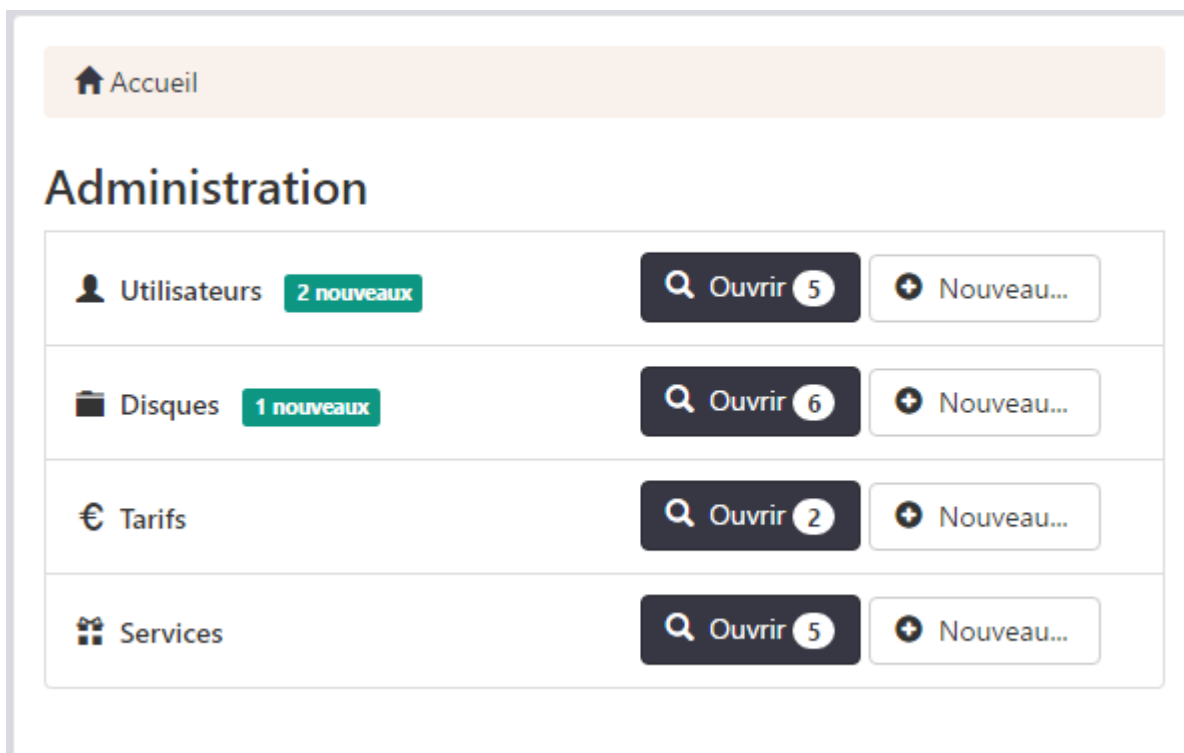 Accueil
Administration
Utilisateurs 2 nouveaux Ouvrir 5 Nouveau...
Disques 1 nouveaux Ouvrir 6 Nouveau...
€ Tarifs Ouvrir 2 Nouveau...
Services Ouvrir 5 Nouveau...